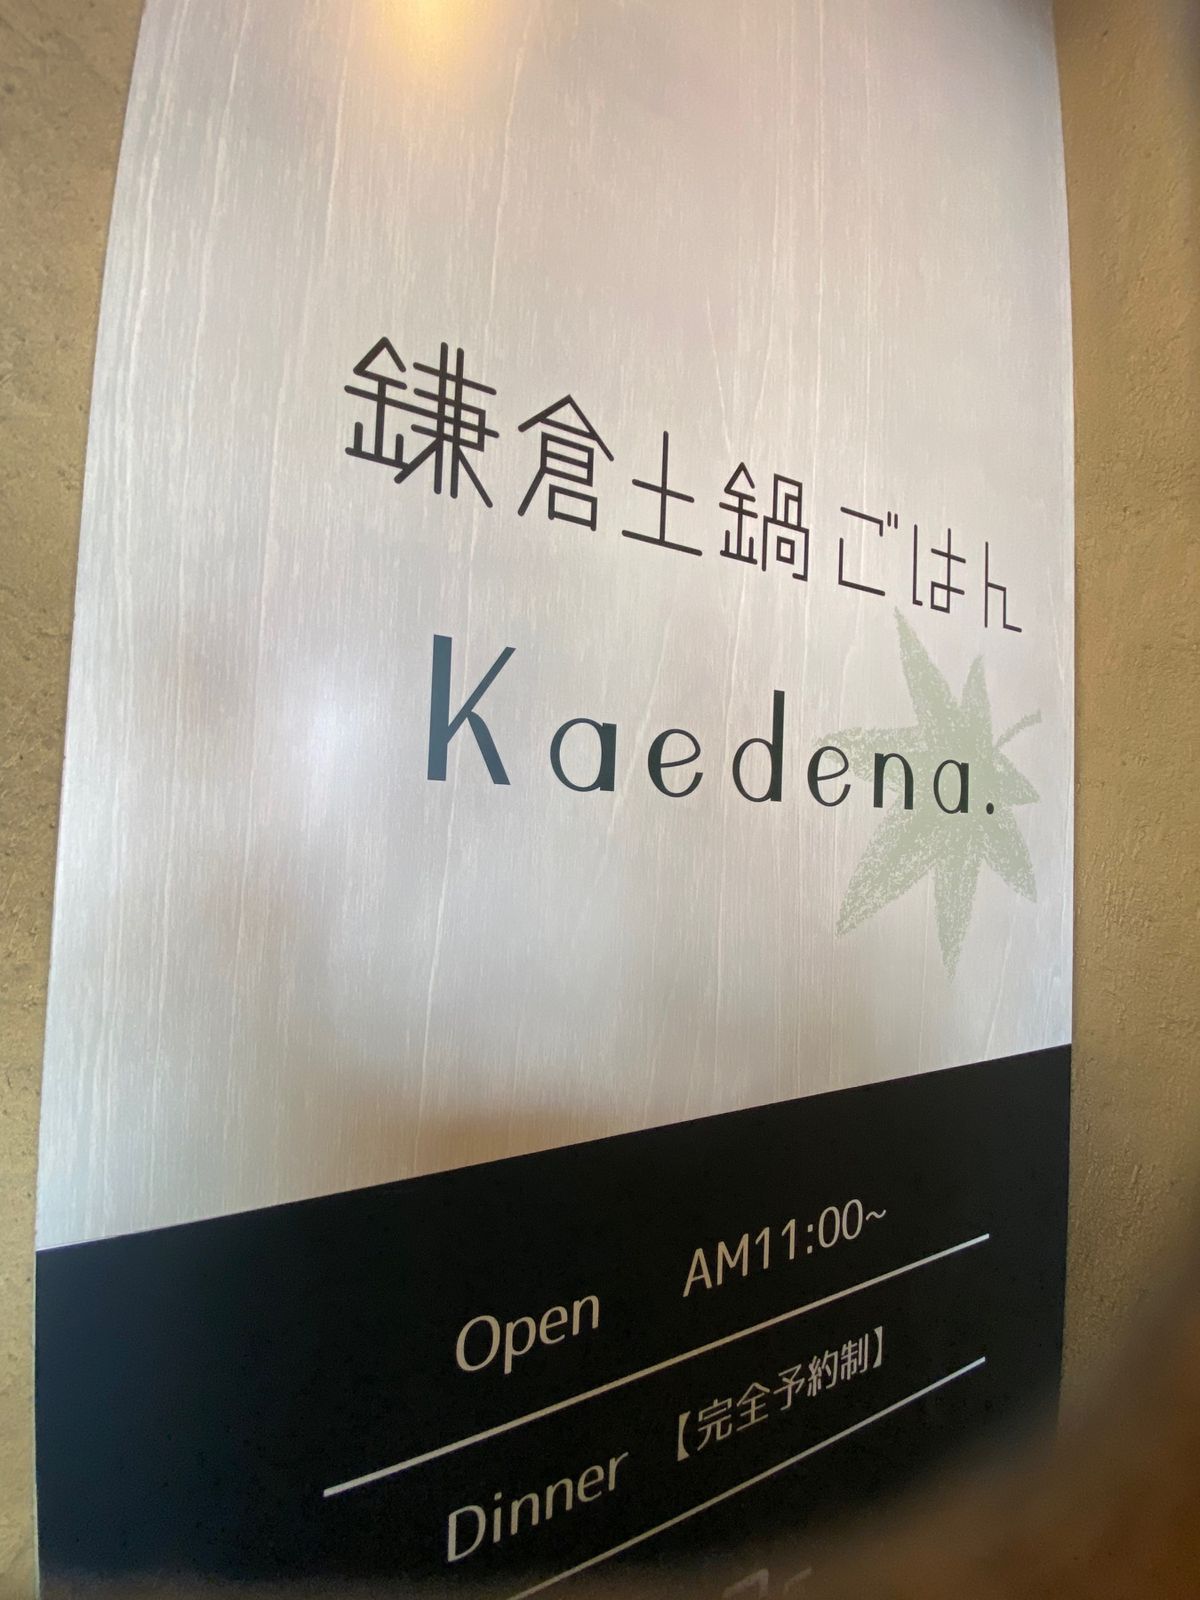 鎌倉土鍋ごはん
Kaedena.
Open AM11:00~
Dinner 【完全予約制】